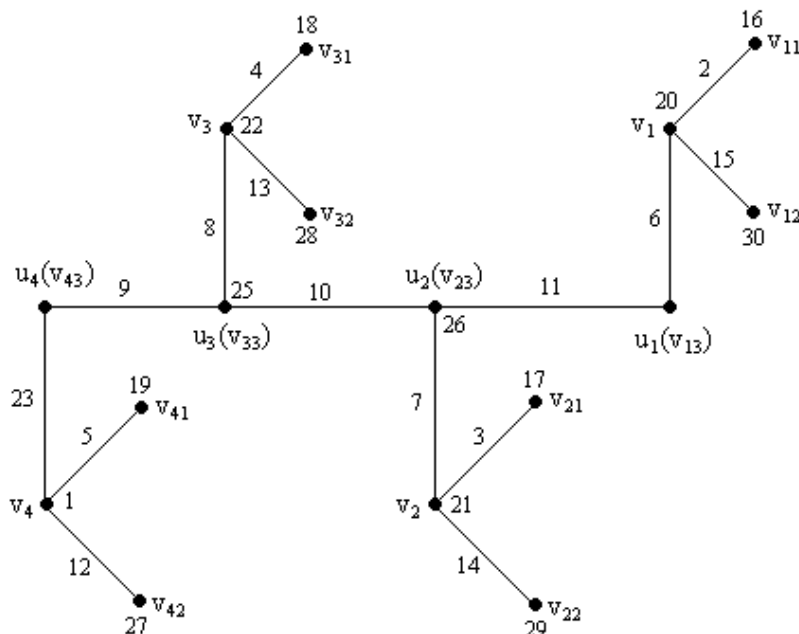 18
v₃₁
4
v₃ 22
13
v₃₂
28
8
16
v₁₁
2
20
v₁
15
v₁₂
30
6
u₄(v₄₃)
9
25
u₃(v₃₃)
10
u₂(v₂₃)
26
11
u₁(v₁₃)
23
19
v₄₁
5
v₄ 1
12
v₄₂
27
7
17
v₂₁
3
v₂ 21
14
v₂₂
29